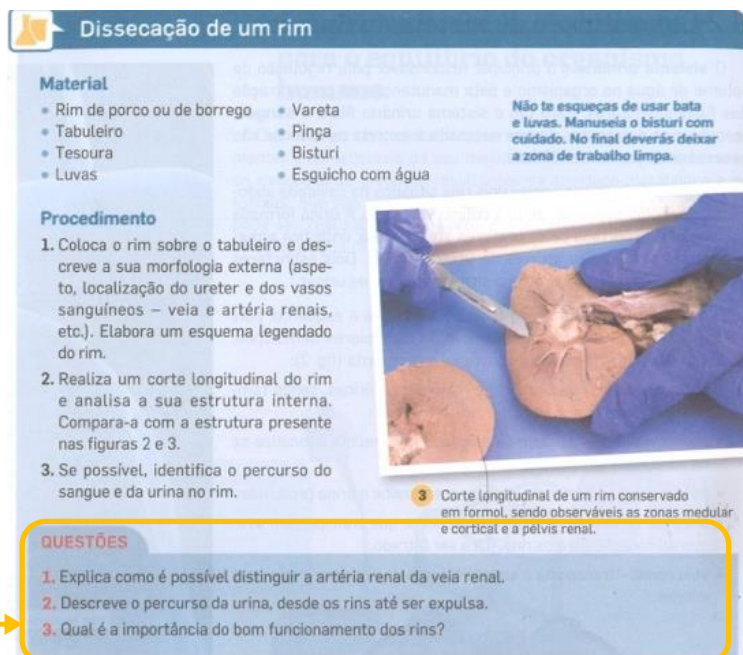 Dissecação de um rim
Material
• Rim de porco ou de borrego
• Tabuleiro
• Tesoura
• Luvas
• Vareta
• Pinça
• Bisturi
• Esguicho com água
Não te esqueças de usar bata
e luvas. Manuseia o bisturi com
cuidado. No final deverás deixar
a zona de trabalho limpa.
Procedimento
1. Coloca o rim sobre o tabuleiro e des-
creve a sua morfologia externa (aspe-
to, localização do ureter e dos vasos
sanguíneos – veia e artéria renais,
etc.). Elabora um esquema legendado
do rim.
2. Realiza um corte longitudinal do rim
e analisa a sua estrutura interna.
Compara-a com a estrutura presente
nas figuras 2 e 3.
3. Se possível, identifica o percurso do
sangue e da urina no rim.
3 Corte longitudinal de um rim conservado
em formol, sendo observáveis as zonas medular
e cortical e a pélvis renal.
QUESTÕES
1. Explica como é possível distinguir a artéria renal da veia renal.
2. Descreve o percurso da urina, desde os rins até ser expulsa.
3. Qual é a importância do bom funcionamento dos rins?